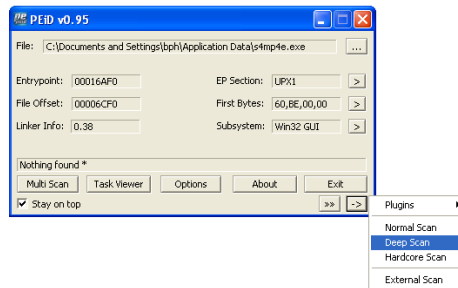 PEiD v0.95
File: C:\Documents and Settings\bph\Application Data\s4mp4e.exe ...
Entrypoint: 00016AF0 EP Section: UPX1 >
File Offset: 00006CF0 First Bytes: 60,BE,00,00 >
Linker Info: 0.38 Subsystem: Win32 GUI >
Nothing found *
Multi Scan Task Viewer Options About Exit
Stay on top »» ->
Plugins
Normal Scan
Deep Scan
Hardcore Scan
External Scan